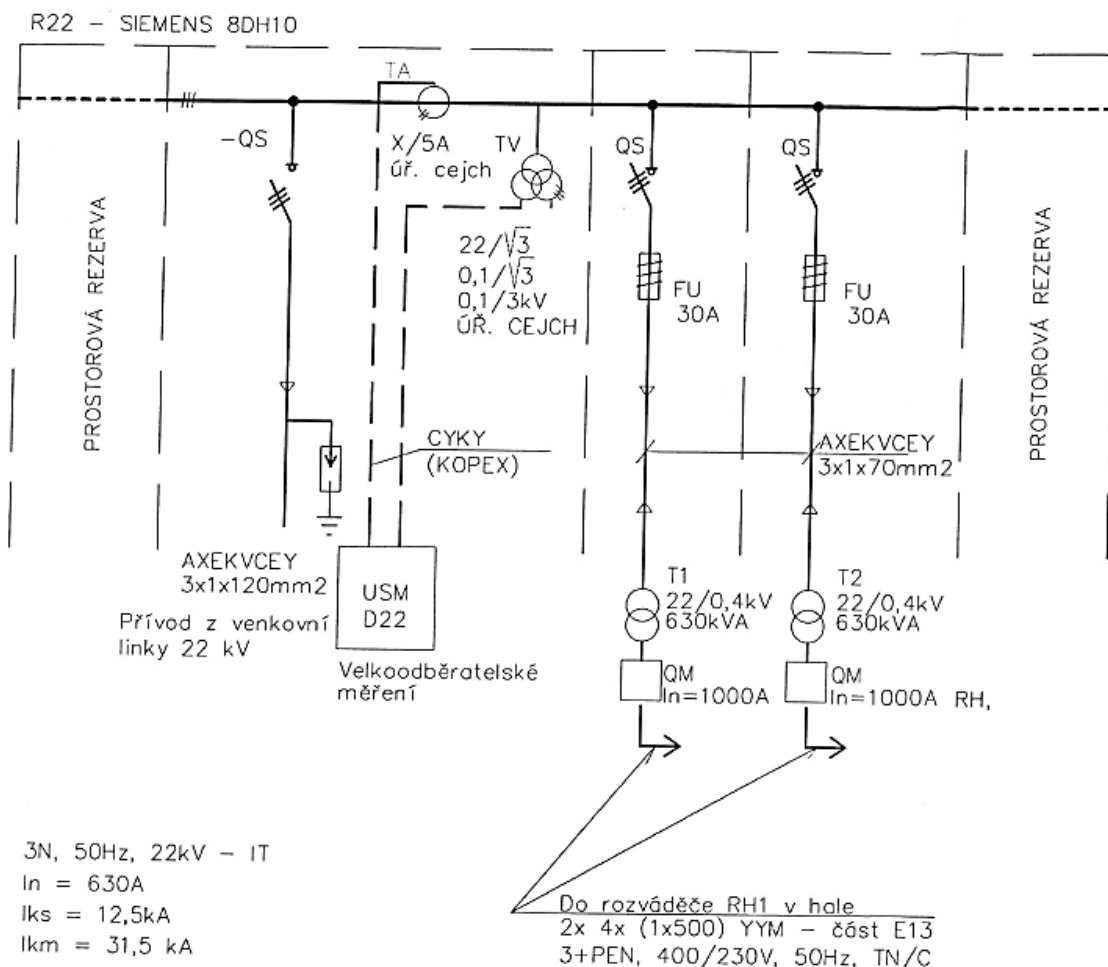 R22 – SIEMENS 8DH10
TA
-QS
X/5A
úř. cejch
TV
QS
QS
22/√3
0,1/√3
0,1/3kV
ÚŘ. CEJCH
FU
30A
FU
30A
PROSTOROVÁ REZERVA
PROSTOROVÁ REZERVA
CYKY
(KOPEX)
AXEKVCEY
3x1x70mm2
AXEKVCEY
3x1x120mm2
Přívod z venkovní
linky 22 kV
USM
D22
Velkoodběratelské
měření
T1
22/0,4kV
630kVA
T2
22/0,4kV
630kVA
QM
In=1000A
QM
In=1000A RH,
3N, 50Hz, 22kV – IT
In = 630A
Iks = 12,5kA
Ikm = 31,5 kA
Do rozváděče RH1 v hale
2x 4x (1x500) YYM – část E13
3+PEN, 400/230V, 50Hz, TN/C